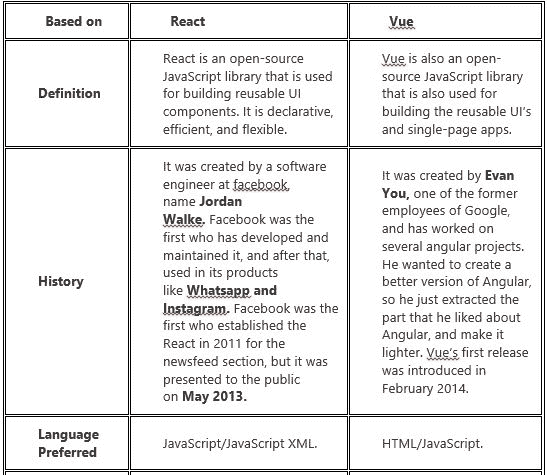 Based on
React
Vue
Definition
React is an open-source
JavaScript library that is used
for building reusable UI
components. It is declarative,
efficient, and flexible.
Vue is also an open-
source JavaScript library
that is also used for
building the reusable UI's
and single-page apps.
History
It was created by a software
engineer at facebook,
name Jordan
Walke. Facebook was the
first who has developed and
maintained it, and after that,
used in its products
like Whatsapp and
Instagram. Facebook was the
first who established the
React in 2011 for the
newsfeed section, but it was
presented to the public
on May 2013.
It was created by Evan
You, one of the former
employees of Google,
and has worked on
several angular projects.
He wanted to create a
better version of Angular,
so he just extracted the
part that he liked about
Angular, and make it
lighter. Vue's first release
was introduced in
February 2014.
Language
Preferred
JavaScript/JavaScript XML.
HTML/JavaScript.